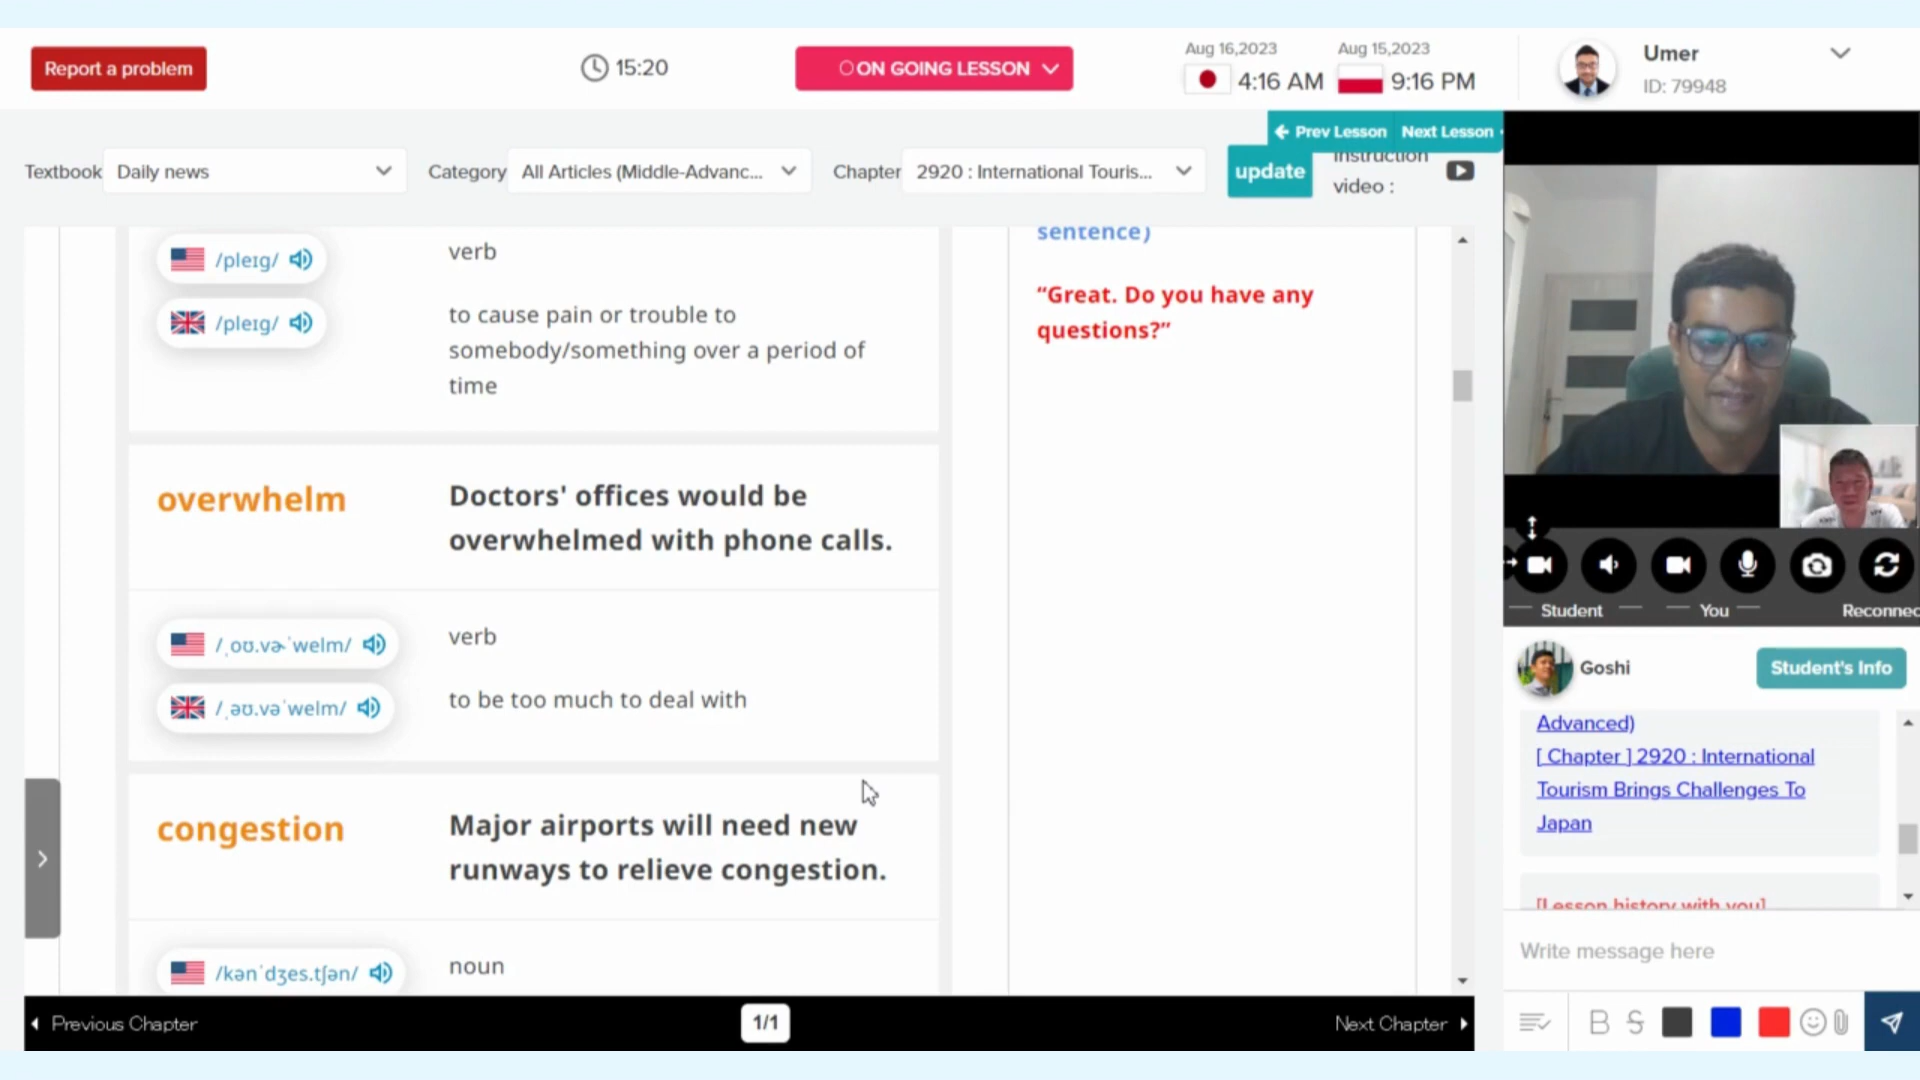 Report a problem
15:20
ON GOING LESSON
Aug 16,2023
4:16 AM
Aug 15,2023
9:16 PM
Umer
ID: 79948
Prev Lesson
Next Lesson
Textbook
Daily news
Category
All Articles (Middle-Advanc...
Chapter
2920 : International Touris...
update
Instruction
video :
/pleɪɡ/
/pleɪɡ/
verb
to cause pain or trouble to
somebody/something over a period of
time
sentence)
“Great. Do you have any
questions?”
overwhelm
Doctors' offices would be
overwhelmed with phone calls.
/ˌoʊ.vɚˈwelm/
/ˌəʊ.vəˈwelm/
verb
to be too much to deal with
congestion
Major airports will need new
runways to relieve congestion.
/kənˈdʒes.tʃən/
noun
Previous Chapter
1/1
Next Chapter
Student
You
Reconnec
Goshi
Student's Info
Advanced)
[ Chapter ] 2920 : International
Tourism Brings Challenges To
Japan
[Lesson history with you]
Write message here
B S